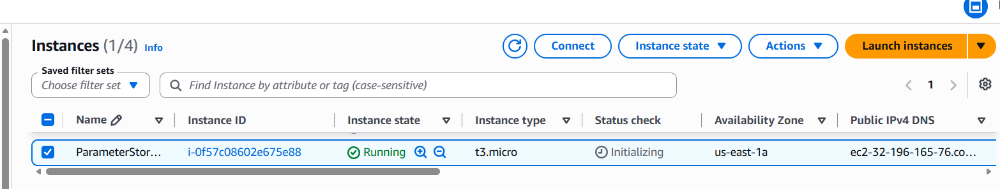 Instances (1/4) Info
Connect
Instance state
Actions
Launch instances
Saved filter sets
Choose filter set
Find Instance by attribute or tag (case-sensitive)
1
Name Instance ID Instance state Instance type Status check Availability Zone Public IPv4 DNS
ParameterStor... i-0f57c08602e675e88 Running t3.micro Initializing us-east-1a ec2-32-196-165-76.co...